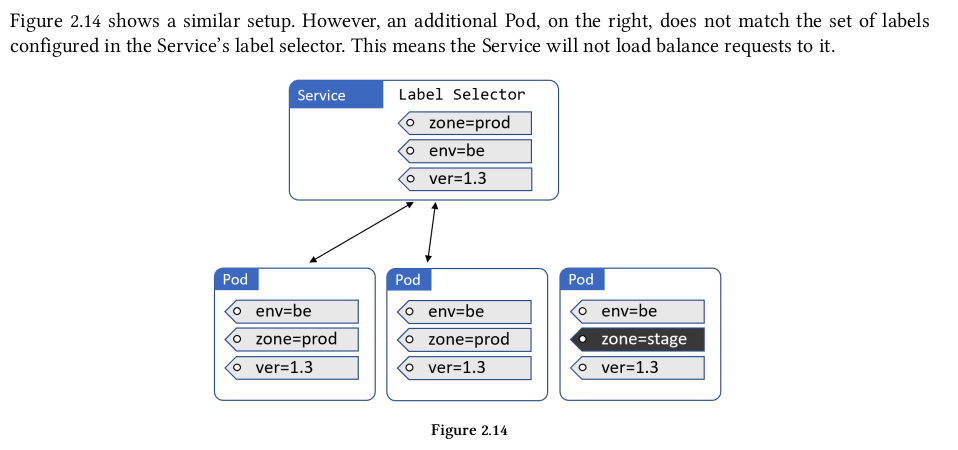 Figure 2.14 shows a similar setup. However, an additional Pod, on the right, does not match the set of labels
configured in the Service’s label selector. This means the Service will not load balance requests to it.
Service
Label Selector
zone=prod
env=be
ver=1.3
Pod
env=be
zone=prod
ver=1.3
Pod
env=be
zone=prod
ver=1.3
Pod
env=be
zone=stage
ver=1.3
Figure 2.14